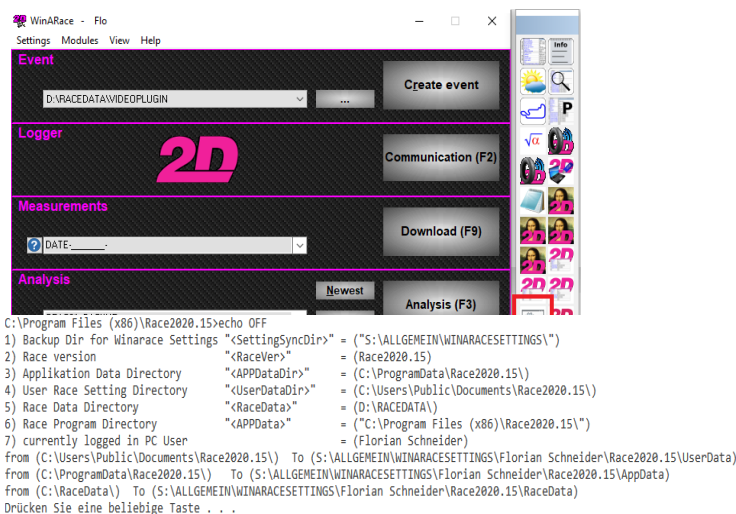 WinARace - Flo
Settings Modules View Help
Event
D:\RACEDATA\VIDEOPLUGIN
...
Create event
Logger
2D
Communication (F2)
Measurements
DATE-______-
Download (F9)
Analysis
Newest
Analysis (F3)
Info
P
√α
C:\Program Files (x86)\Race2020.15>echo OFF
1) Backup Dir for Winarace Settings "<SettingSyncDir>" = ("S:\ALLGEMEIN\WINARACESETTINGS\")
2) Race version "<RaceVer>" = (Race2020.15)
3) Applikation Data Directory "<APPDataDir>" = (C:\ProgramData\Race2020.15\)
4) User Race Setting Directory "<UserDataDir>" = (C:\Users\Public\Documents\Race2020.15\)
5) Race Data Directory "<RaceData>" = (D:\RACEDATA\)
6) Race Program Directory "<APPData>" = ("C:\Program Files (x86)\Race2020.15\")
7) currently logged in PC User = (Florian Schneider)
from (C:\Users\Public\Documents\Race2020.15\) To (S:\ALLGEMEIN\WINARACESETTINGS\Florian Schneider\Race2020.15\UserData)
from (C:\ProgramData\Race2020.15\) To (S:\ALLGEMEIN\WINARACESETTINGS\Florian Schneider\Race2020.15\AppData)
from (C:\RaceData\) To (S:\ALLGEMEIN\WINARACESETTINGS\Florian Schneider\Race2020.15\RaceData)
Drücken Sie eine beliebige Taste . . .